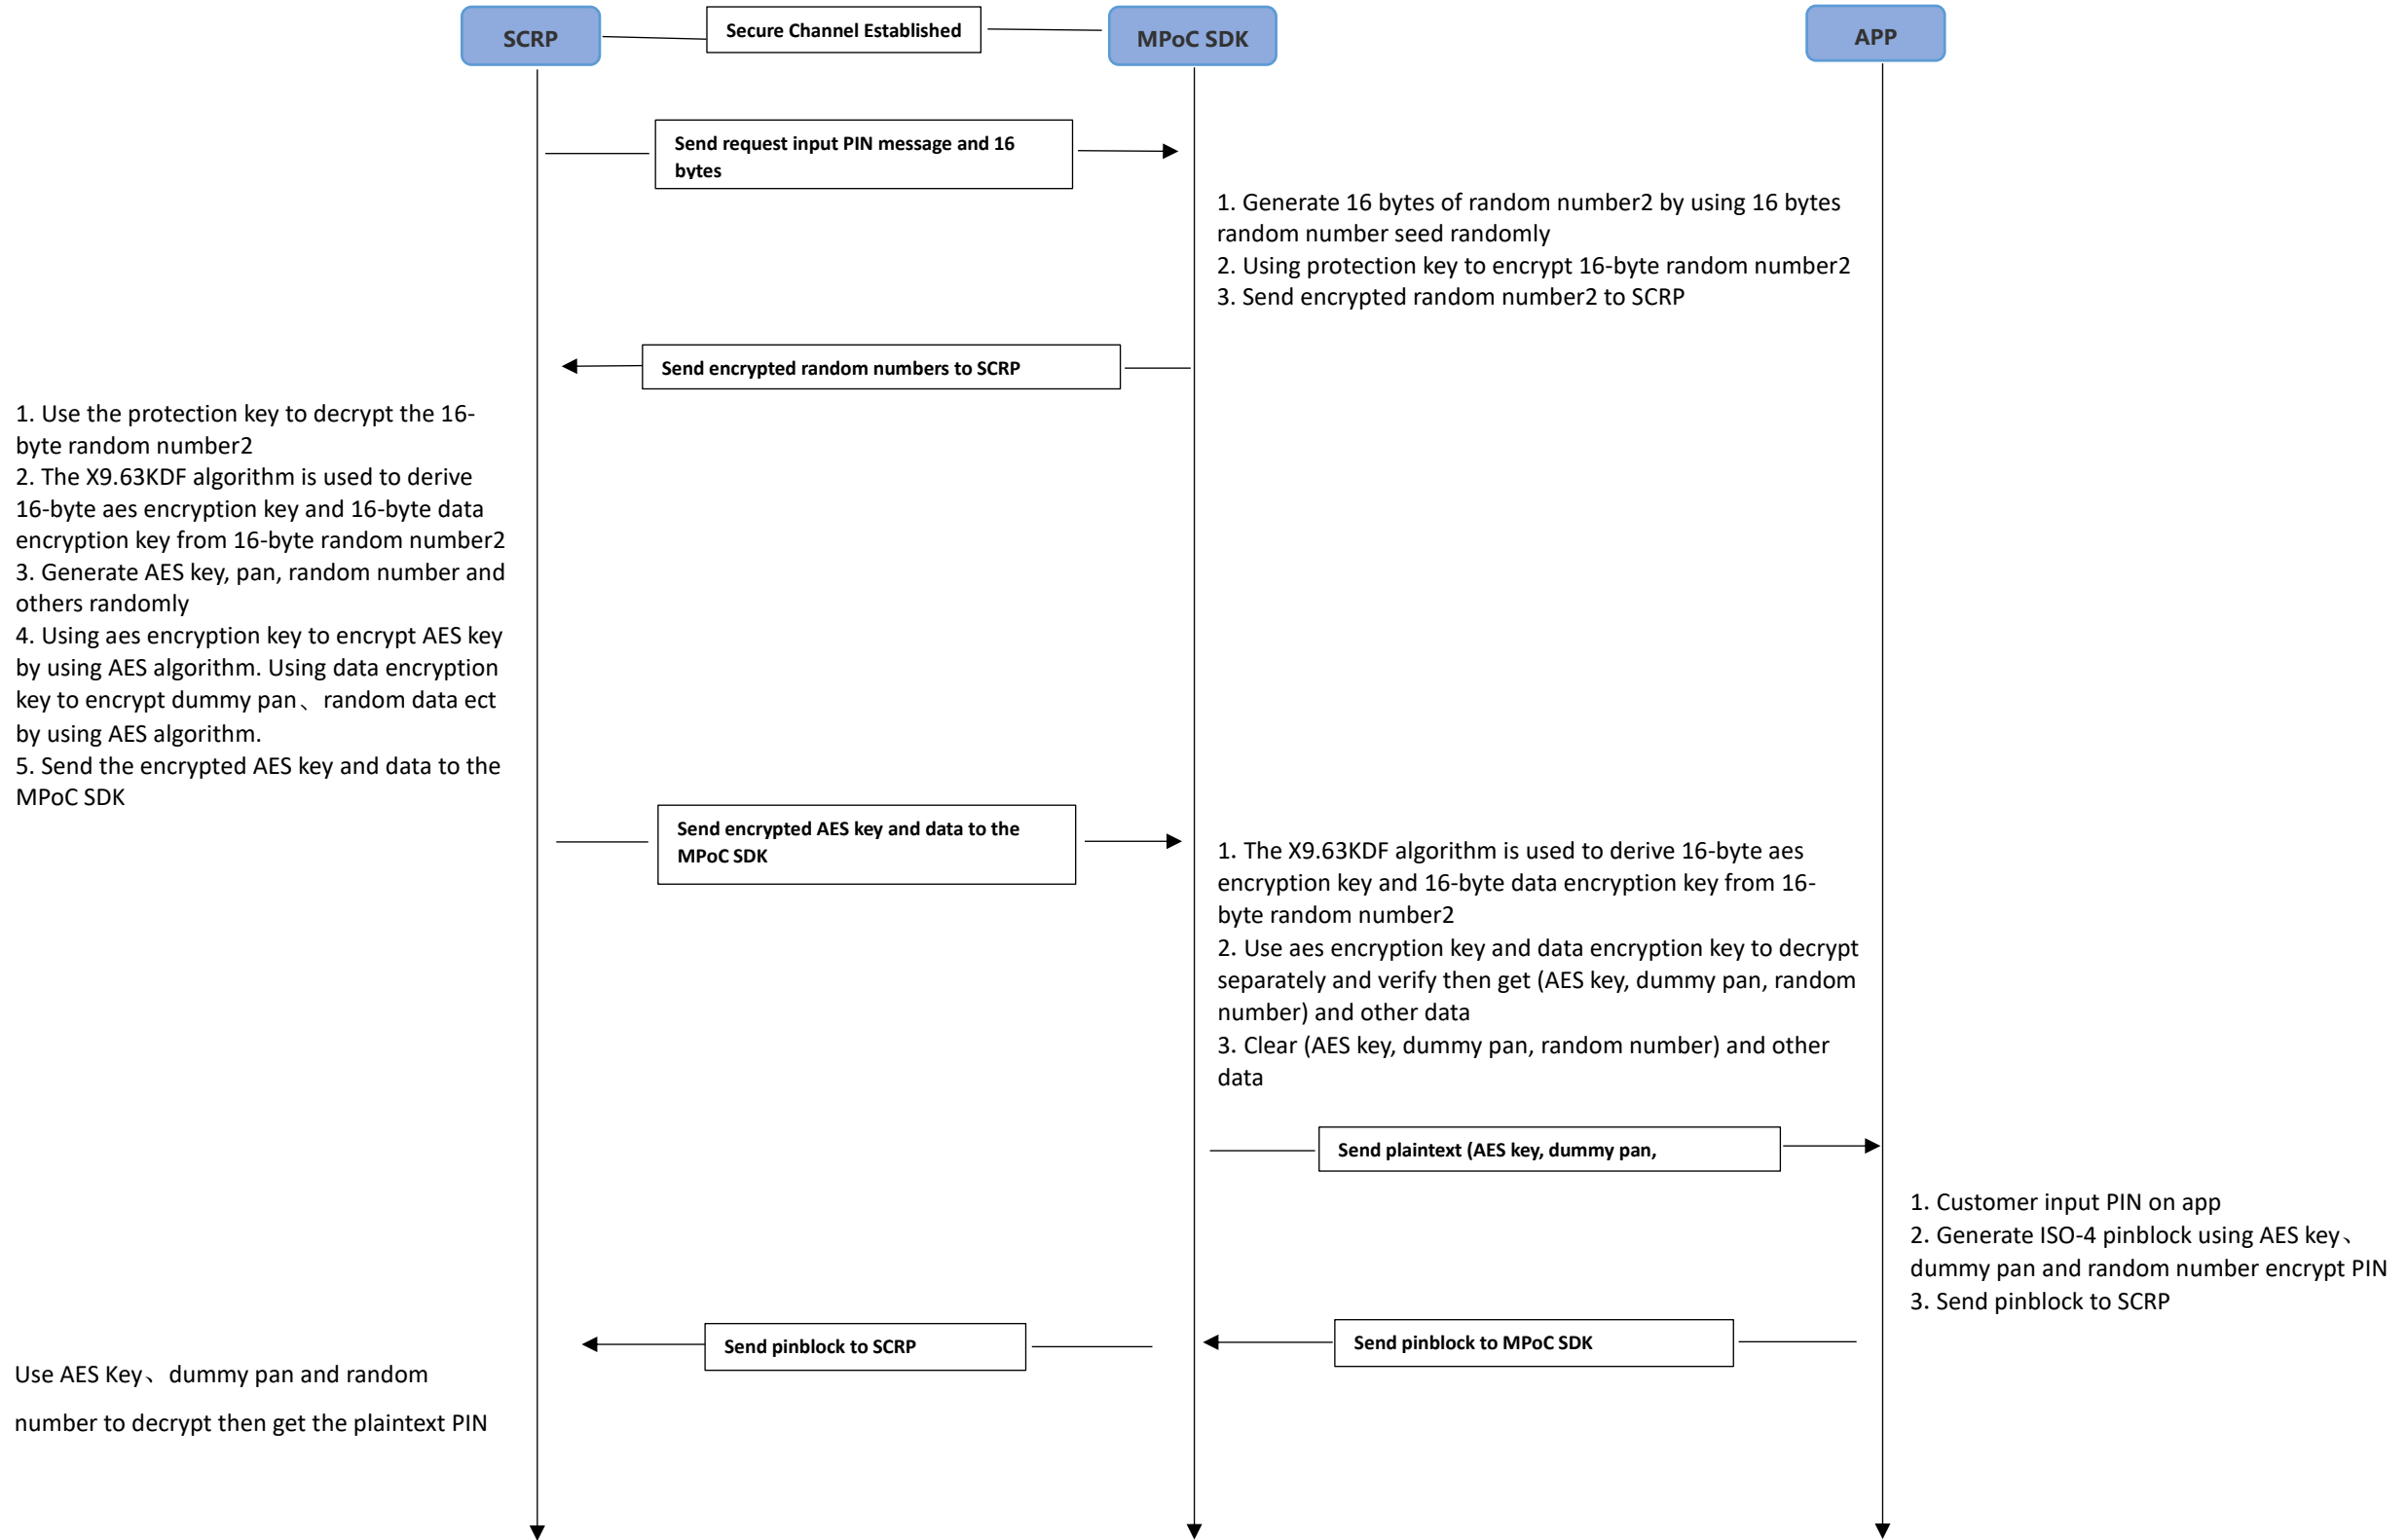 SCRP
Secure Channel Established
MPoC SDK
APP
Send request input PIN message and 16
bytes
1. Generate 16 bytes of random number2 by using 16 bytes
random number seed randomly
2. Using protection key to encrypt 16-byte random number2
3. Send encrypted random number2 to SCRP
Send encrypted random numbers to SCRP
1. Use the protection key to decrypt the 16-
byte random number2
2. The X9.63KDF algorithm is used to derive
16-byte aes encryption key and 16-byte data
encryption key from 16-byte random number2
3. Generate AES key, pan, random number and
others randomly
4. Using aes encryption key to encrypt AES key
by using AES algorithm. Using data encryption
key to encrypt dummy pan、random data ect
by using AES algorithm.
5. Send the encrypted AES key and data to the
MPoC SDK
Send encrypted AES key and data to the
MPoC SDK
1. The X9.63KDF algorithm is used to derive 16-byte aes
encryption key and 16-byte data encryption key from 16-
byte random number2
2. Use aes encryption key and data encryption key to decrypt
separately and verify then get (AES key, dummy pan, random
number) and other data
3. Clear (AES key, dummy pan, random number) and other
data
Send plaintext (AES key, dummy pan,
1. Customer input PIN on app
2. Generate ISO-4 pinblock using AES key、
dummy pan and random number encrypt PIN
3. Send pinblock to SCRP
Send pinblock to MPoC SDK
Send pinblock to SCRP
Use AES Key、dummy pan and random
number to decrypt then get the plaintext PIN